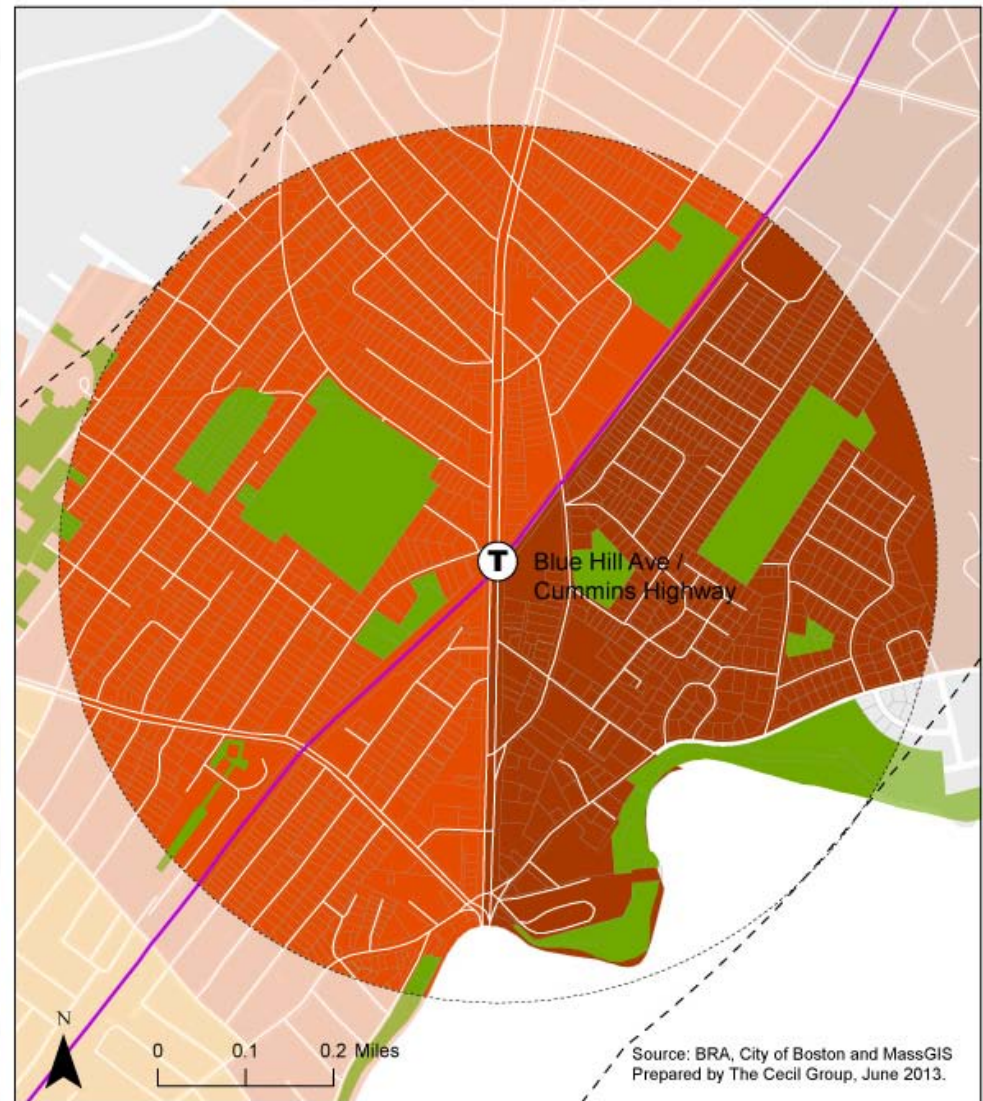 T
Blue Hill Ave /
Cummins Highway
N
0 0.1 0.2 Miles
Source: BRA, City of Boston and MassGIS
Prepared by The Cecil Group, June 2013.